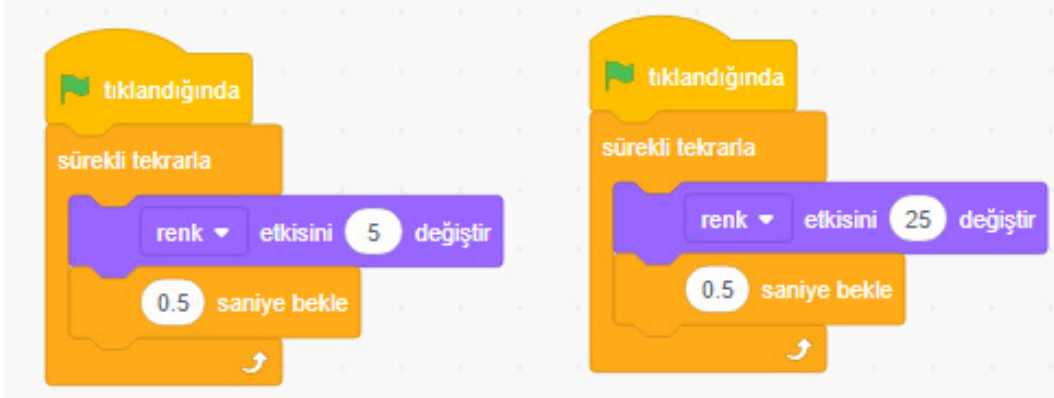 tıklandığında
sürekli tekrarla
renk etkisini 5 değiştir
0.5 saniye bekle
tıklandığında
sürekli tekrarla
renk etkisini 25 değiştir
0.5 saniye bekle